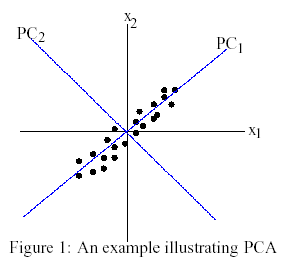 x2
PC2
PC1
x1
Figure 1: An example illustrating PCA